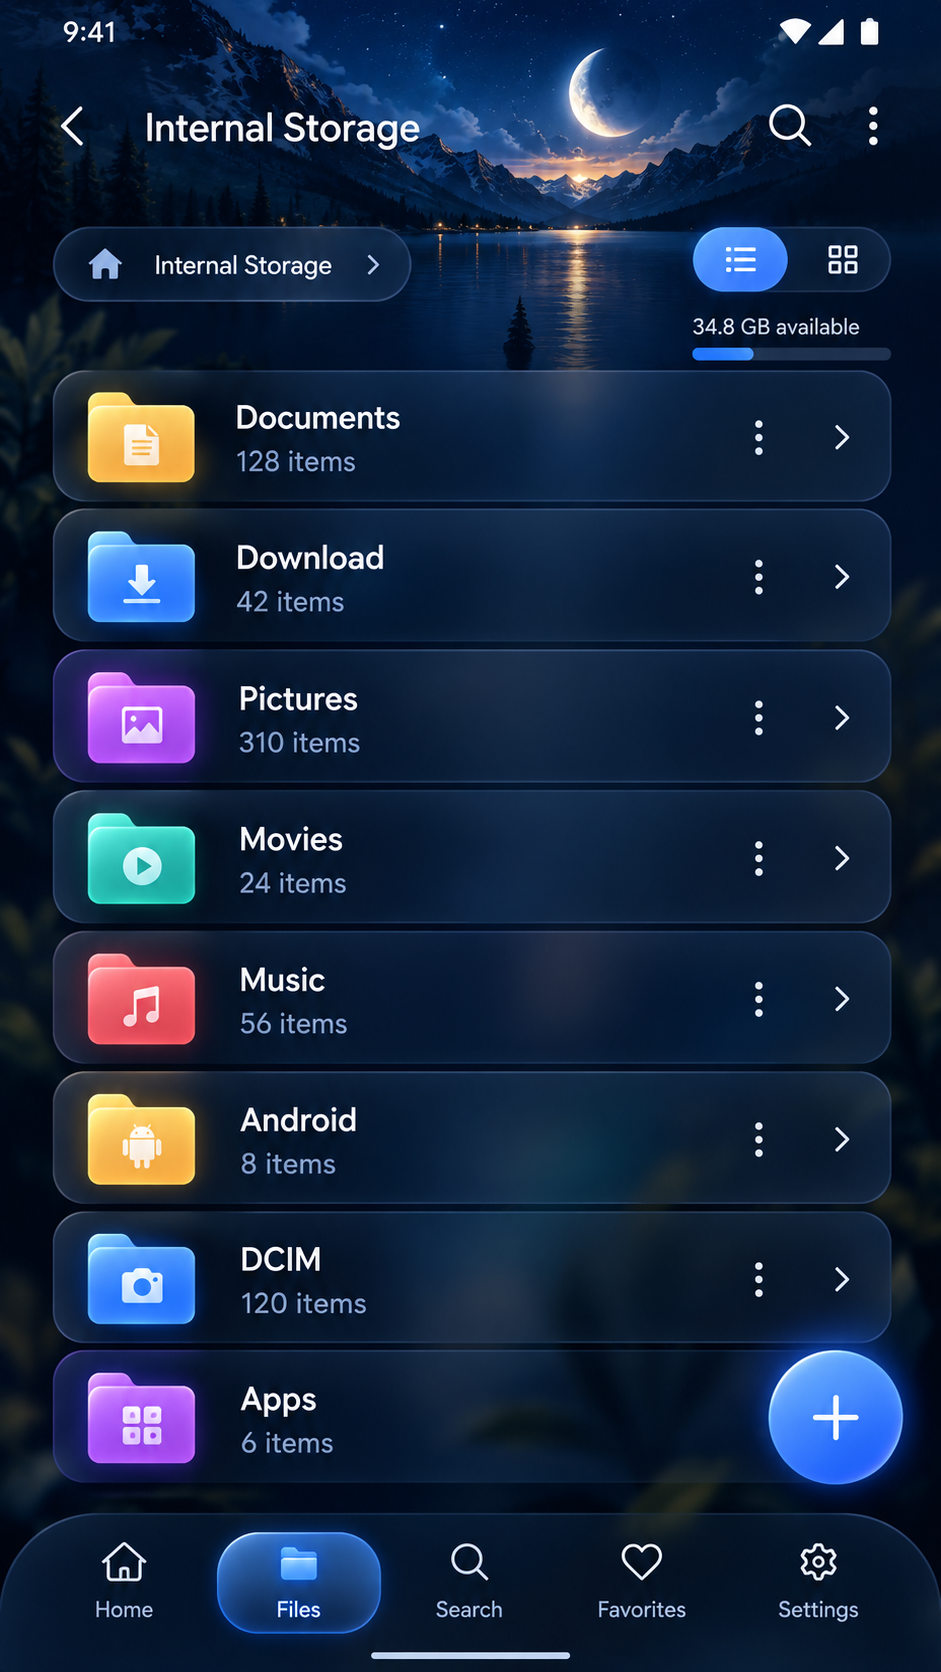 9:41
Internal Storage
Internal Storage
34.8 GB available
Documents
128 items
Download
42 items
Pictures
310 items
Movies
24 items
Music
56 items
Android
8 items
DCIM
120 items
Apps
6 items
Home
Files
Search
Favorites
Settings